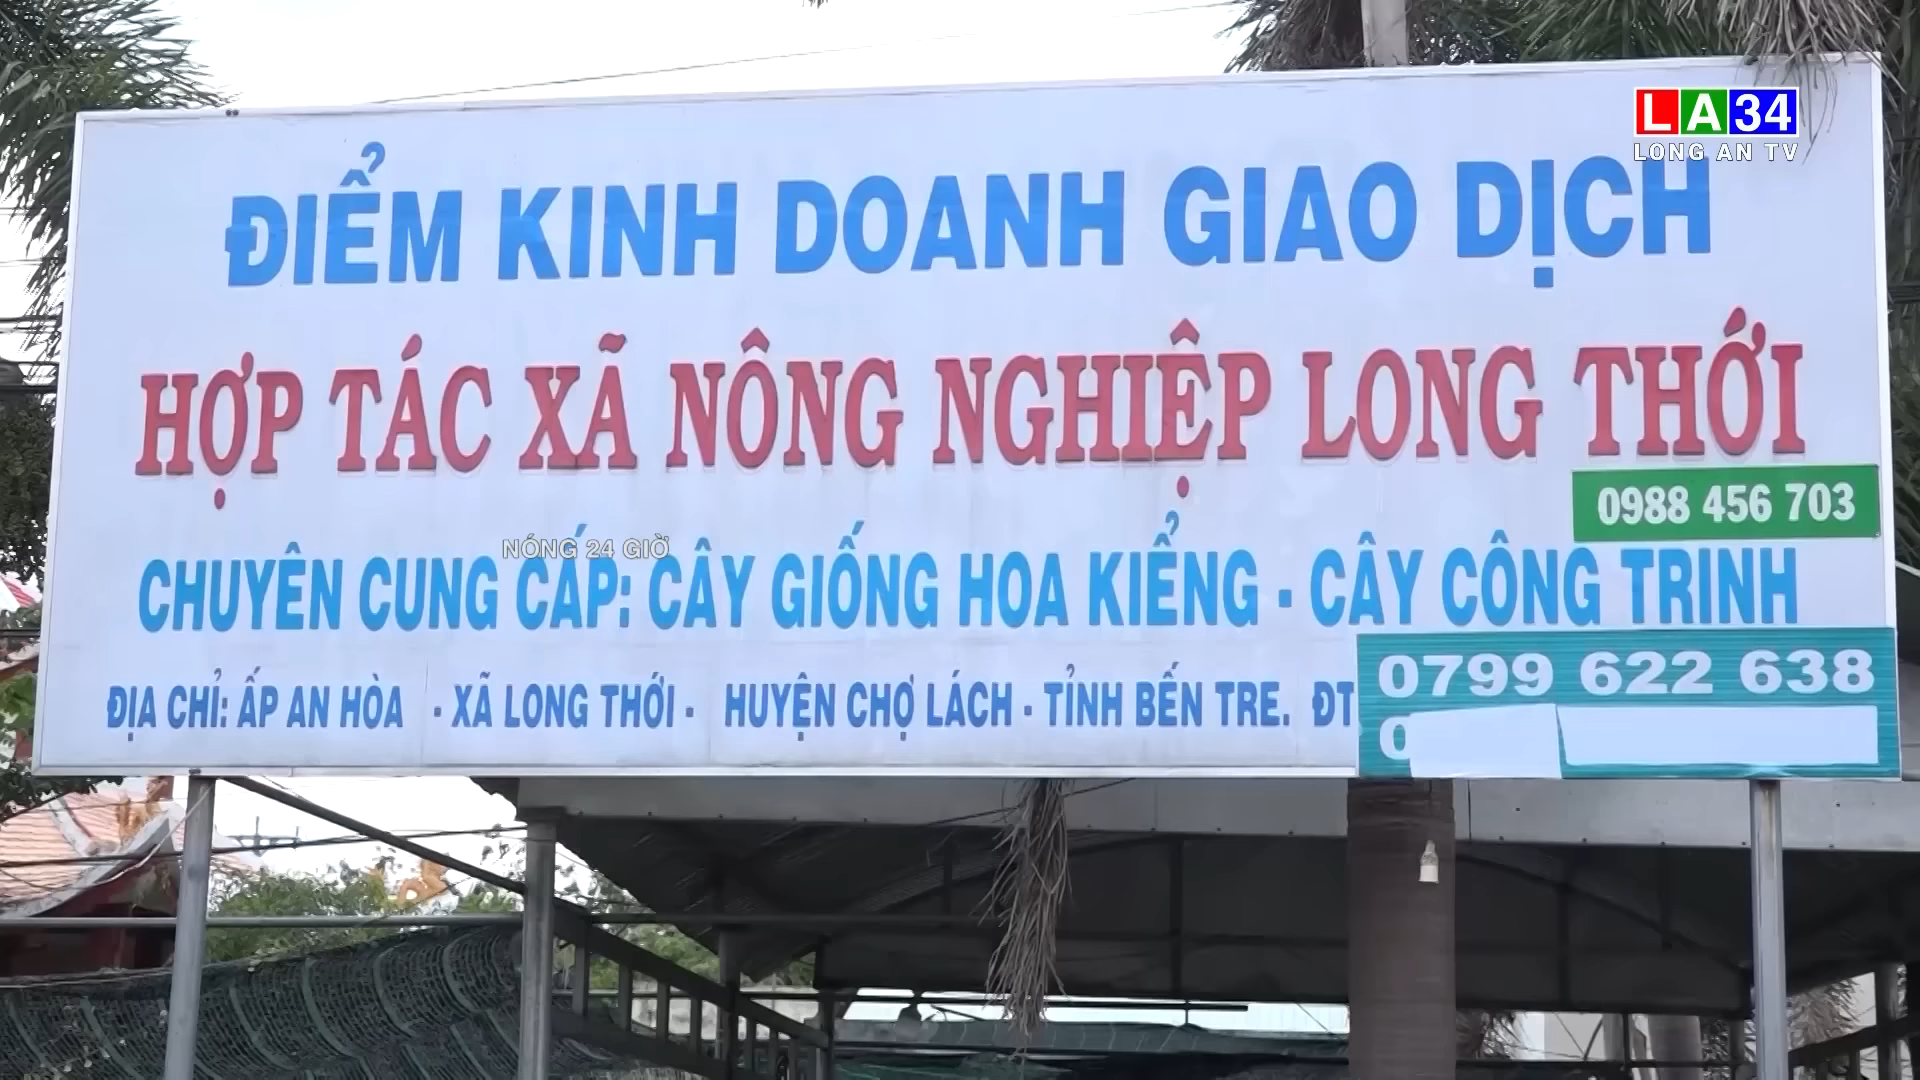 LA34
LONG AN TV
ĐIỂM KINH DOANH GIAO DỊCH
HỢP TÁC XÃ NÔNG NGHIỆP LONG THỚI
0988 456 703
NÓNG 24 GIỜ
CHUYÊN CUNG CẤP: CÂY GIỐNG HOA KIỂNG - CÂY CÔNG TRINH
ĐỊA CHỈ: ẤP AN HÒA - XÃ LONG THỚI - HUYỆN CHỢ LÁCH - TỈNH BẾN TRE. ĐT
0799 622 638
0